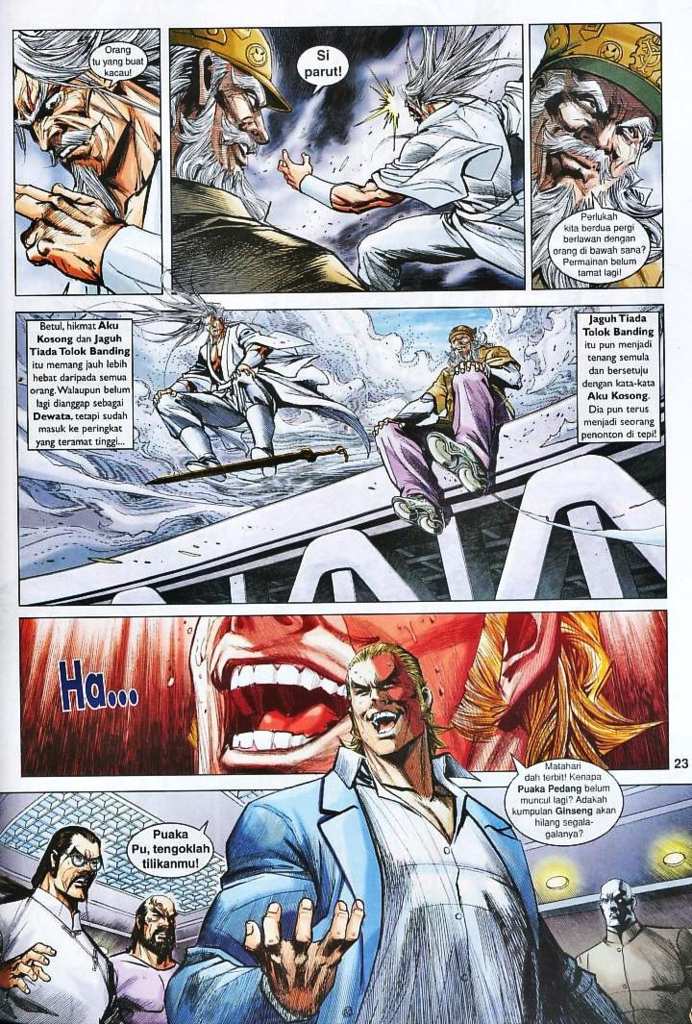 Orang
tu yang buat
kacau!
Si
parut!
Perlukah
kita berdua pergi
berlawan dengan
orang di bawah sana?
Permainan belum
tamat lagi!
Betul, hikmat Aku
Kosong dan Jaguh
Tiada Tolok Banding
itu memang jauh lebih
hebat daripada semua
orang. Walaupun belum
lagi dianggap sebagai
Dewata, tetapi sudah
masuk ke peringkat
yang teramat tinggi...
Jaguh Tiada
Tolok Banding
itu pun menjadi
tenang semula
dan bersetuju
dengan kata-kata
Aku Kosong.
Dia pun terus
menjadi seorang
penonton di tepi!
Ha...
23
Matahari
dah terbit! Kenapa
Puaka Pedang belum
muncul lagi? Adakah
kumpulan Ginseng akan
hilang segala-
galanya?
Puaka
Pu, tengoklah
tilikanmu!